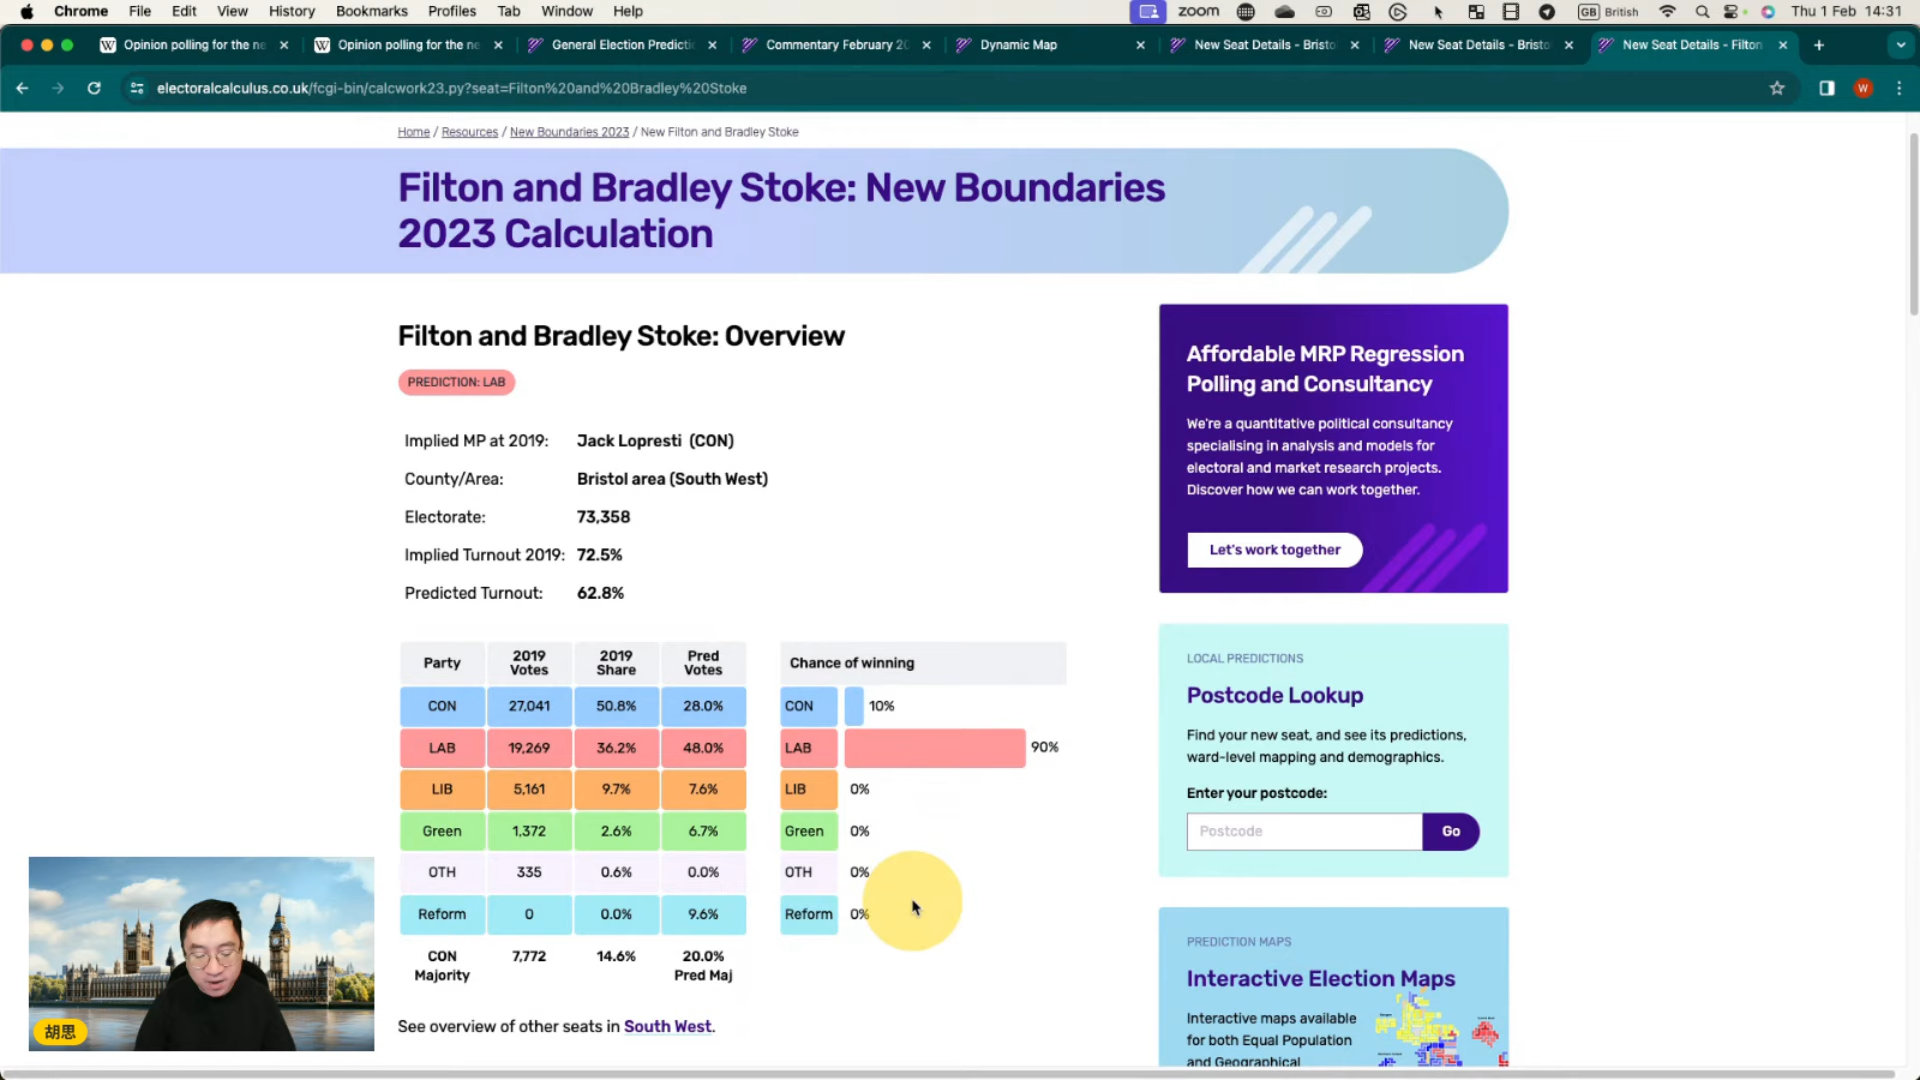 Chrome File Edit View History Bookmarks Profiles Tab Window Help zoom GB British Thu 1 Feb 14:31
Opinion polling for the ne Opinion polling for the ne General Election Predictic Commentary February 20 Dynamic Map New Seat Details - Bristo New Seat Details - Bristo New Seat Details - Filton
electoralcalculus.co.uk/fcgi-bin/calcwork23.py?seat=Filton%20and%20Bradley%20Stoke W
Home / Resources / New Boundaries 2023 / New Filton and Bradley Stoke
Filton and Bradley Stoke: New Boundaries
2023 Calculation
Filton and Bradley Stoke: Overview
PREDICTION: LAB
Implied MP at 2019: Jack Lopresti (CON)
County/Area: Bristol area (South West)
Electorate: 73,358
Implied Turnout 2019: 72.5%
Predicted Turnout: 62.8%
Party 2019 Votes 2019 Share Pred Votes
CON 27,041 50.8% 28.0%
LAB 19,269 36.2% 48.0%
LIB 5,161 9.7% 7.6%
Green 1,372 2.6% 6.7%
OTH 335 0.6% 0.0%
Reform 0 0.0% 9.6%
CON Majority 7,772 14.6% 20.0% Pred Maj
Chance of winning
CON 10%
LAB 90%
LIB 0%
Green 0%
OTH 0%
Reform 0%
See overview of other seats in South West.
Affordable MRP Regression
Polling and Consultancy
We're a quantitative political consultancy
specialising in analysis and models for
electoral and market research projects.
Discover how we can work together.
Let's work together
LOCAL PREDICTIONS
Postcode Lookup
Find your new seat, and see its predictions,
ward-level mapping and demographics.
Enter your postcode:
Postcode Go
PREDICTION MAPS
Interactive Election Maps
Interactive maps available
for both Equal Population
and Geographical
胡思